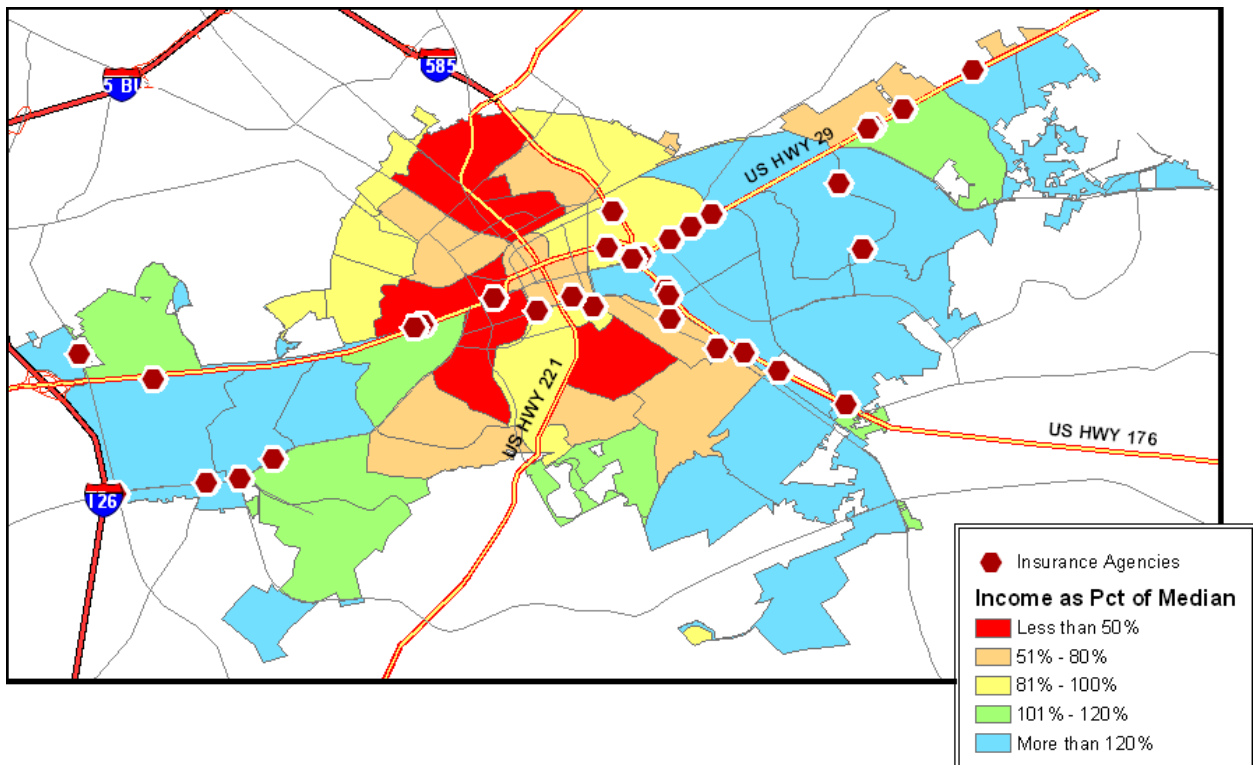 585
5 BU
US HWY 29
US HWY 221
US HWY 176
I 26
Insurance Agencies
Income as Pct of Median
Less than 50%
51% - 80%
81% - 100%
101% - 120%
More than 120%